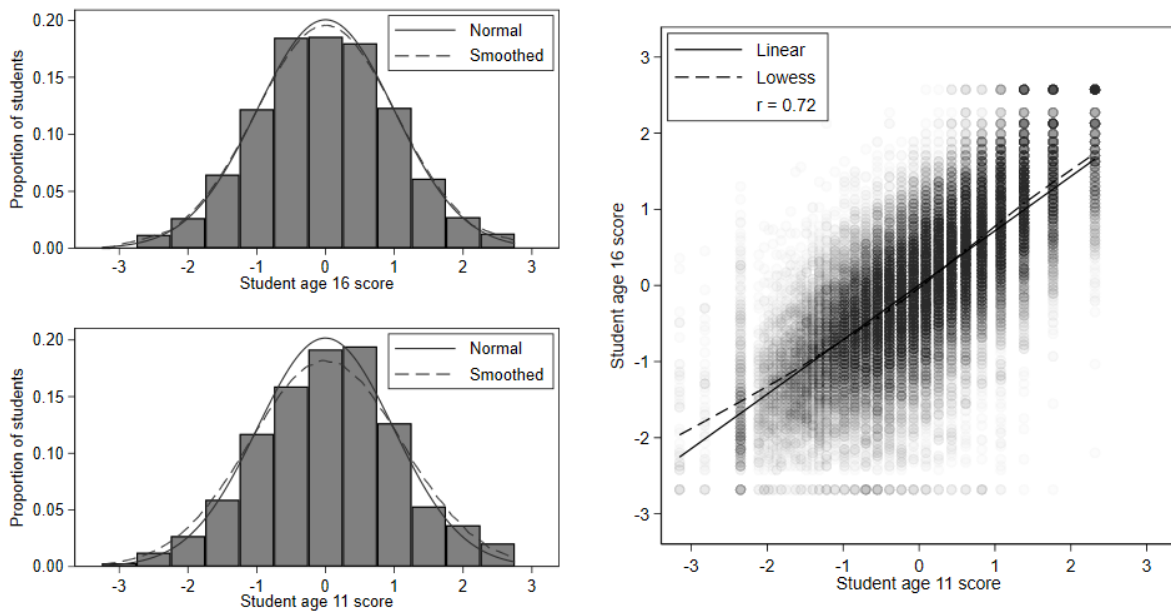 Proportion of students
0.20
0.15
0.10
0.05
0.00
Normal
Smoothed
-3 -2 -1 0 1 2 3
Student age 16 score
Proportion of students
0.20
0.15
0.10
0.05
0.00
Normal
Smoothed
-3 -2 -1 0 1 2 3
Student age 11 score
Student age 16 score
3
2
1
0
-1
-2
-3
Linear
Lowess
r = 0.72
-3 -2 -1 0 1 2 3
Student age 11 score